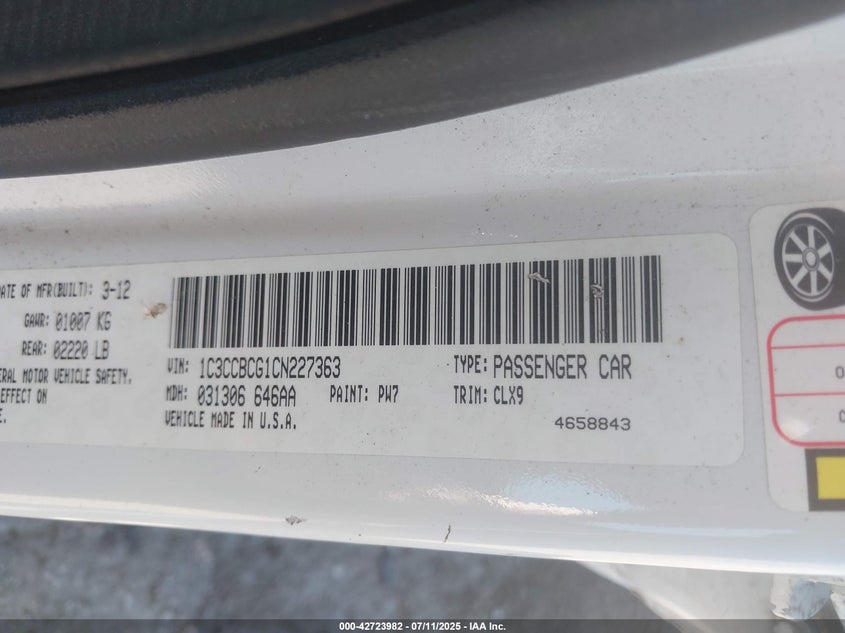 DATE OF MFR(BUILT): 3-12
GAWR: 01007 KG
REAR: 02220 LB
MOTOR VEHICLE SAFETY,
EFFECT ON
VIN: 1C3CCBCG1CN227363 TYPE: PASSENGER CAR
MDH: 031306 646AA PAINT: PW7 TRIM: CLX9
VEHICLE MADE IN U.S.A. 4658843
000-42723982 - 07/11/2025 - IAA Inc.